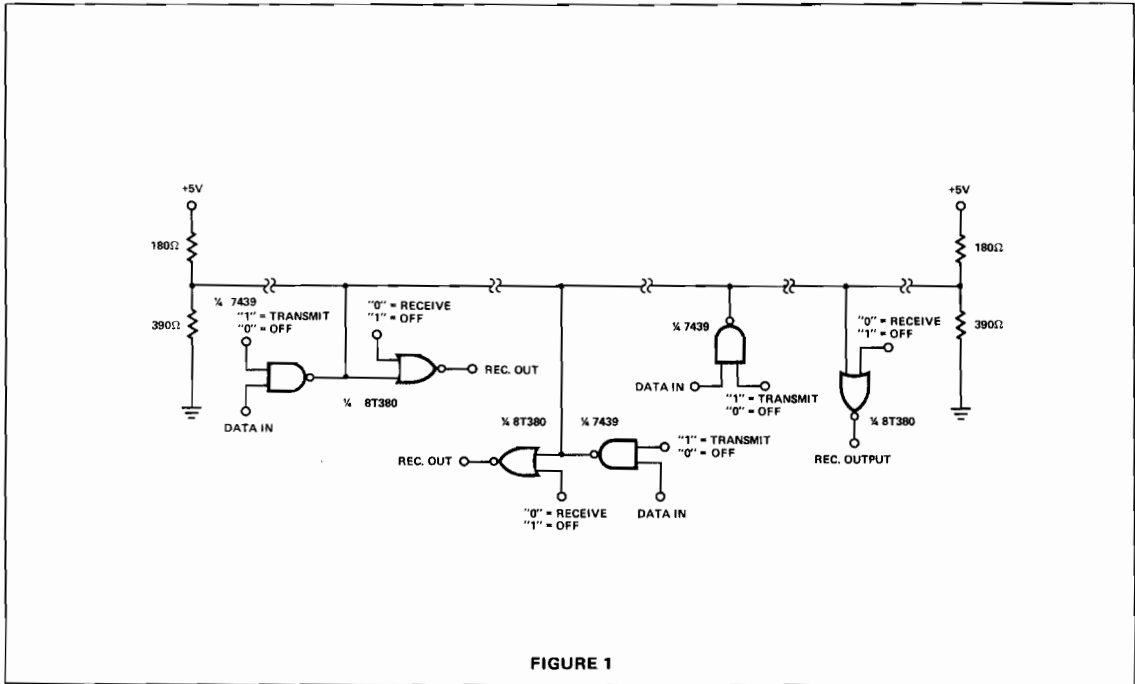 +5V
180Ω
390Ω
¼ 7439
"1" = TRANSMIT
"0" = OFF
DATA IN
"0" = RECEIVE
"1" = OFF
REC. OUT
¼ 8T380
¼ 8T380
¼ 7439
REC. OUT
"1" = TRANSMIT
"0" = OFF
"0" = RECEIVE
"1" = OFF
DATA IN
¼ 7439
DATA IN
"1" = TRANSMIT
"0" = OFF
"0" = RECEIVE
"1" = OFF
¼ 8T380
REC. OUTPUT
+5V
180Ω
390Ω
FIGURE 1